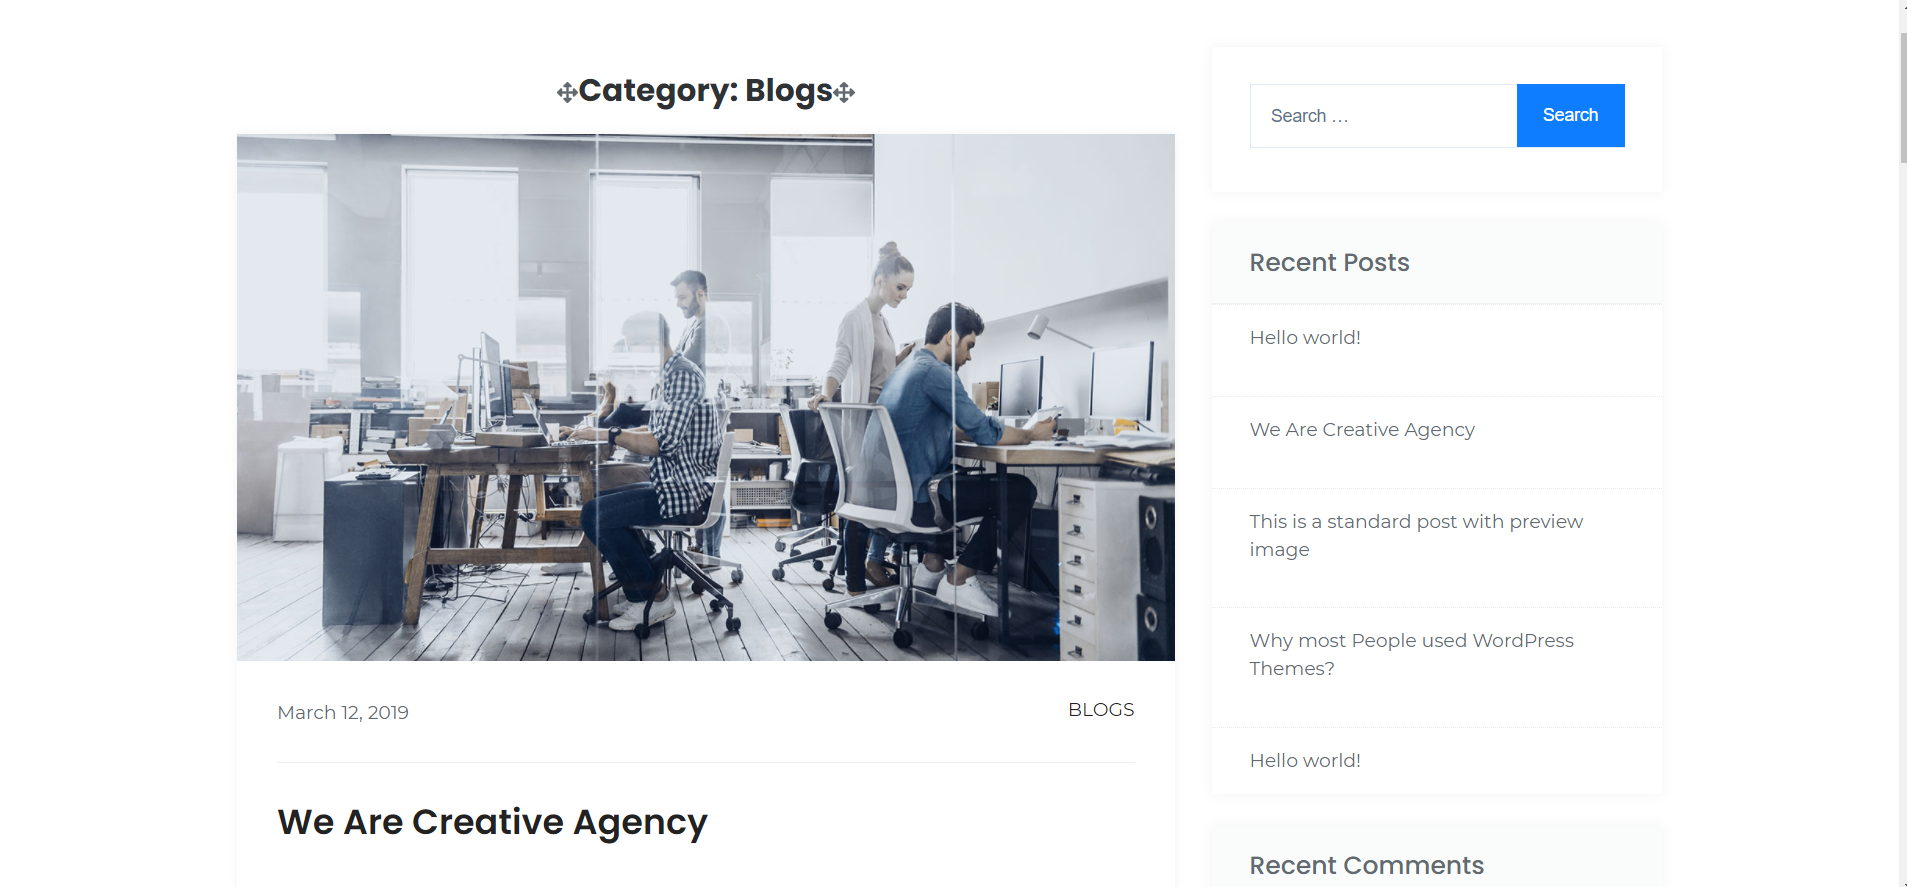 Category: Blogs
March 12, 2019
BLOGS
We Are Creative Agency
Search …
Search
Recent Posts
Hello world!
We Are Creative Agency
This is a standard post with preview
image
Why most People used WordPress
Themes?
Hello world!
Recent Comments